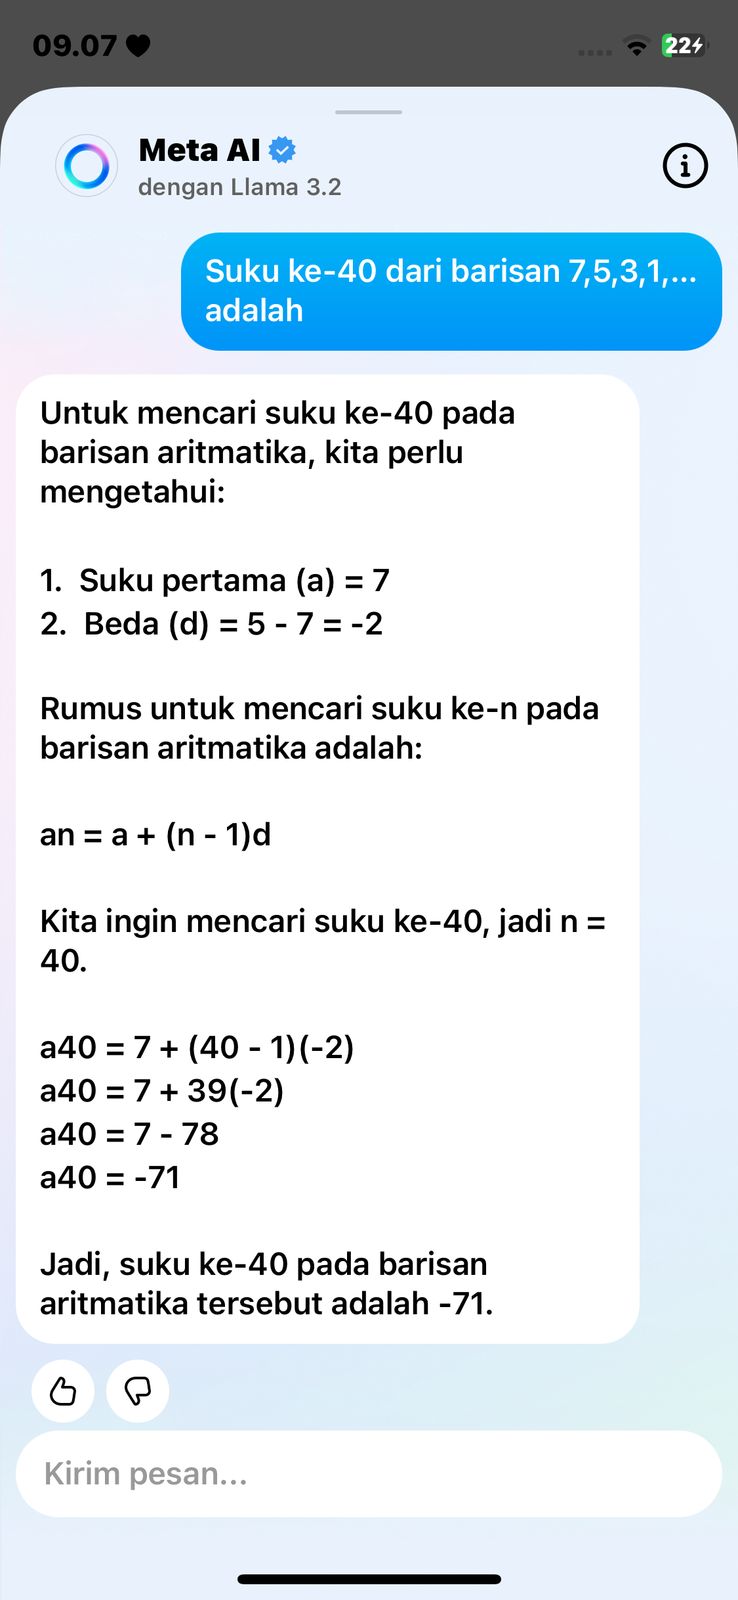 09.07
22
Meta AI
dengan Llama 3.2
Suku ke-40 dari barisan 7,5,3,1,...
adalah
Untuk mencari suku ke-40 pada
barisan aritmatika, kita perlu
mengetahui:
1. Suku pertama (a) = 7
2. Beda (d) = 5 - 7 = -2
Rumus untuk mencari suku ke-n pada
barisan aritmatika adalah:
an = a + (n - 1)d
Kita ingin mencari suku ke-40, jadi n =
40.
a40 = 7 + (40 - 1)(-2)
a40 = 7 + 39(-2)
a40 = 7 - 78
a40 = -71
Jadi, suku ke-40 pada barisan
aritmatika tersebut adalah -71.
Kirim pesan...